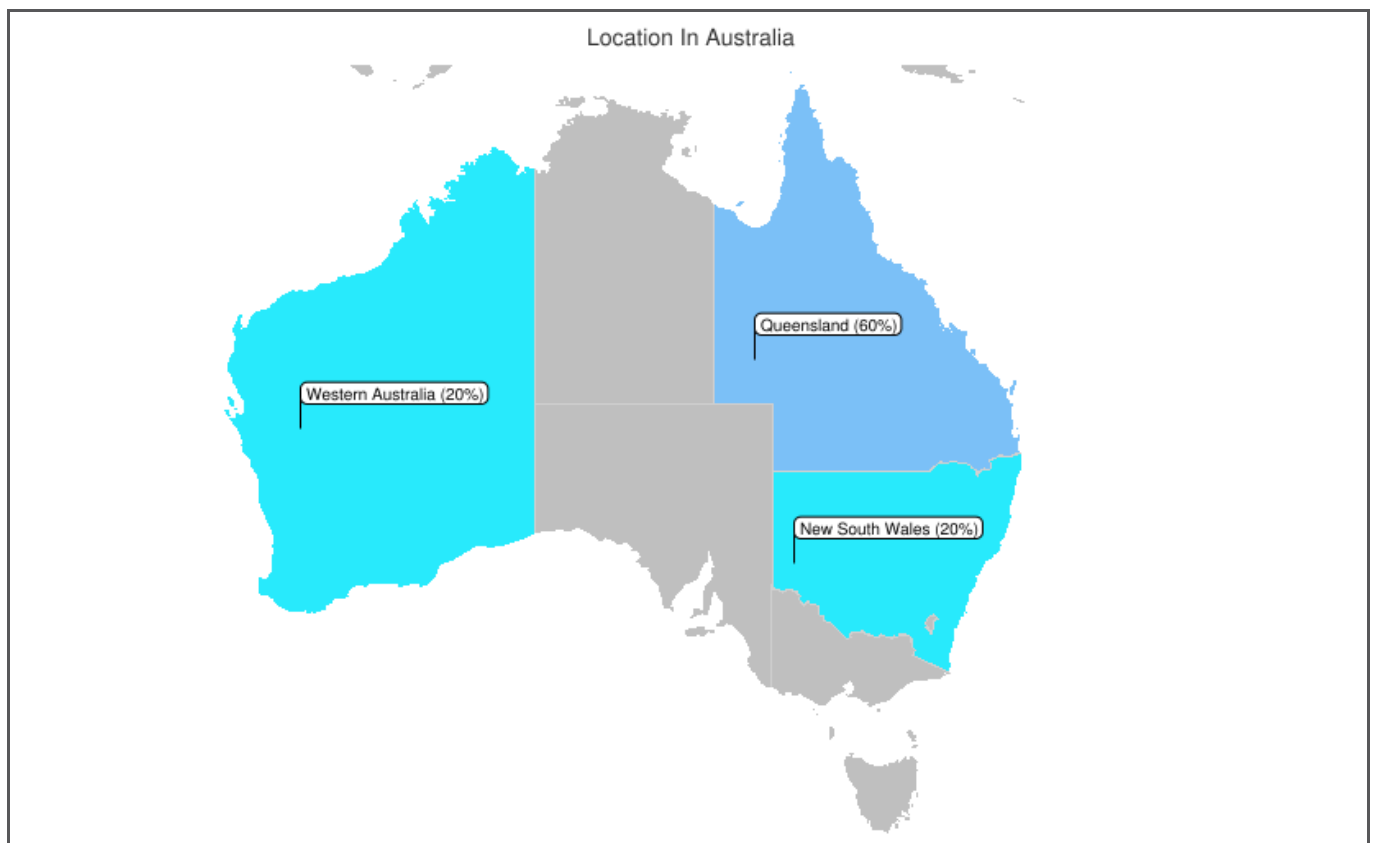 Location In Australia
Queensland (60%)
Western Australia (20%)
New South Wales (20%)